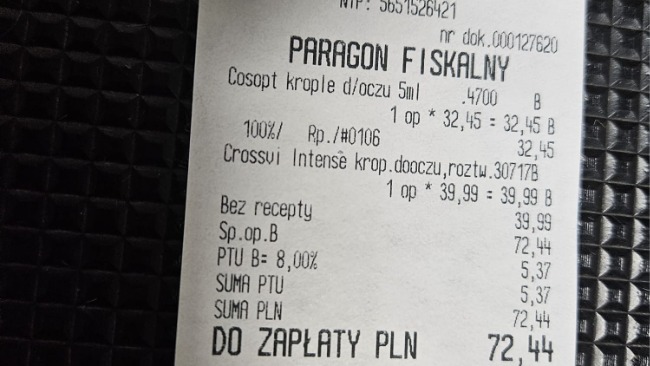 NIP: 5651526421
nr dok.000127620
PARAGON FISKALNY
Cosopt krople d/oczu 5ml .4700 B
1 op * 32,45 = 32,45 B
100%/ Rp./#0106 32,45
Crossvi Intense krop.dooczu,roztw.30717B
1 op * 39,99 = 39,99 B
Bez recepty 39,99
Sp.op.B 72,44
PTU B= 8,00% 5,37
SUMA PTU 5,37
SUMA PLN 72,44
DO ZAPŁATY PLN 72,44